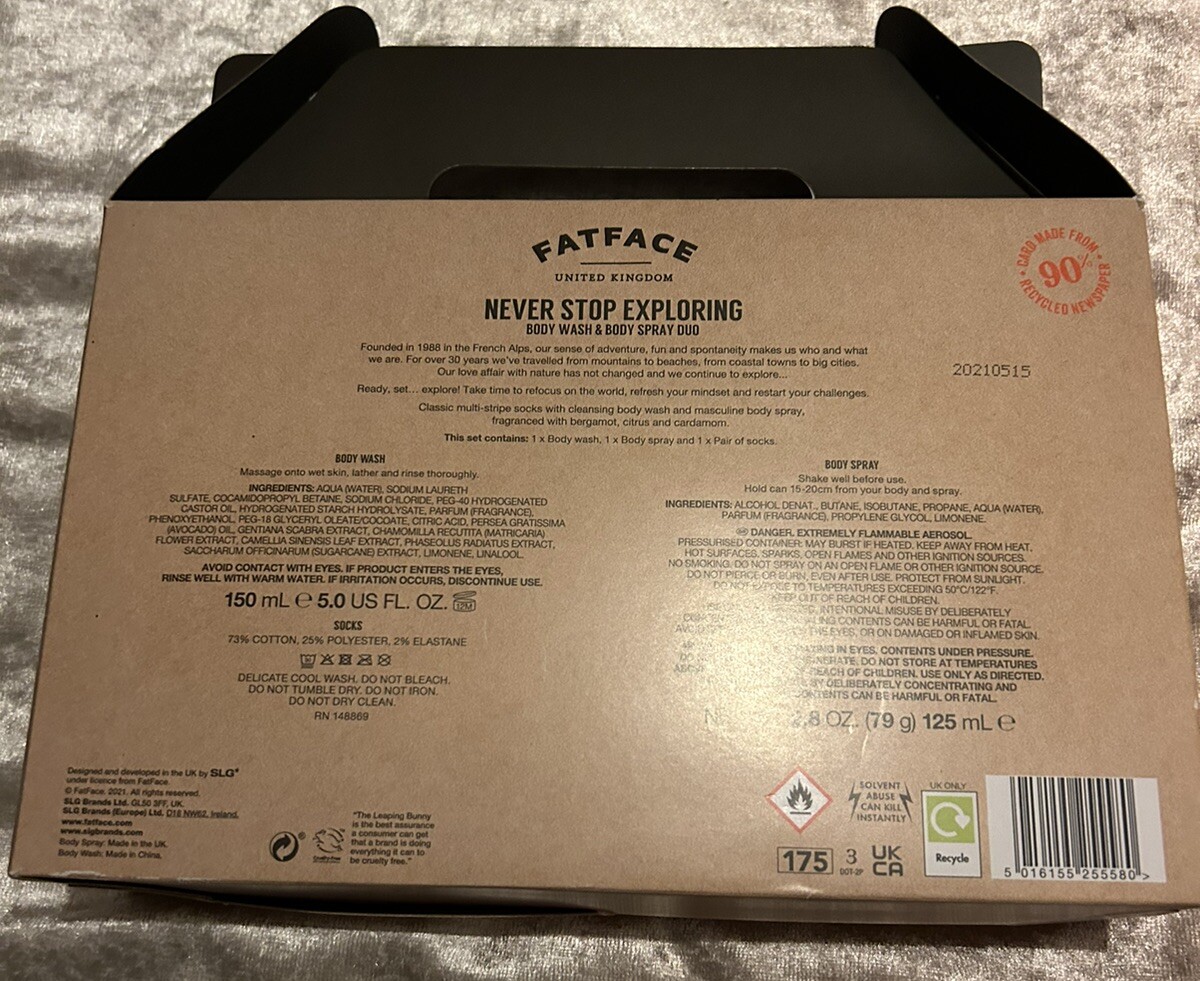 FATFACE
UNITED KINGDOM
NEVER STOP EXPLORING
BODY WASH & BODY SPRAY DUO
Founded in 1988 in the French Alps, our sense of adventure, fun and spontaneity makes us who and what
we are. For over 30 years we've travelled from mountains to beaches, from coastal towns to big cities.
Our love affair with nature has not changed and we continue to explore...
Ready, set... explore! Take time to refocus on the world, refresh your mindset and restart your challenges.
Classic multi-stripe socks with cleansing body wash and masculine body spray,
fragranced with bergamot, citrus and cardamom.
This set contains: 1 x Body wash, 1 x Body spray and 1 x Pair of socks.
CARD MADE FROM
90%
RECYCLED NEWSPAPER
20210515
BODY WASH
Massage onto wet skin, lather and rinse thoroughly.
INGREDIENTS: AQUA (WATER), SODIUM LAURETH
SULFATE, COCAMIDOPROPYL BETAINE, SODIUM CHLORIDE, PEG-40 HYDROGENATED
CASTOR OIL, HYDROGENATED STARCH HYDROLYSATE, PARFUM (FRAGRANCE),
PHENOXYETHANOL, PEG-18 GLYCERYL OLEATE/COCOATE, CITRIC ACID, PERSEA GRATISSIMA
(AVOCADO) OIL, GENTIANA SCABRA EXTRACT, CHAMOMILLA RECUTITA (MATRICARIA)
FLOWER EXTRACT, CAMELLIA SINENSIS LEAF EXTRACT, PHASEOLUS RADIATUS EXTRACT,
SACCHARUM OFFICINARUM (SUGARCANE) EXTRACT, LIMONENE, LINALOOL.
AVOID CONTACT WITH EYES. IF PRODUCT ENTERS THE EYES,
RINSE WELL WITH WARM WATER. IF IRRITATION OCCURS, DISCONTINUE USE.
150 mL ℮ 5.0 US FL. OZ. 12M
SOCKS
73% COTTON, 25% POLYESTER, 2% ELASTANE
DELICATE COOL WASH. DO NOT BLEACH.
DO NOT TUMBLE DRY. DO NOT IRON.
DO NOT DRY CLEAN.
RN 148869
BODY SPRAY
Shake well before use.
Hold can 15-20cm from your body and spray.
INGREDIENTS: ALCOHOL DENAT., BUTANE, ISOBUTANE, PROPANE, AQUA (WATER),
PARFUM (FRAGRANCE), PROPYLENE GLYCOL, LIMONENE.
DANGER. EXTREMELY FLAMMABLE AEROSOL.
PRESSURISED CONTAINER: MAY BURST IF HEATED. KEEP AWAY FROM HEAT,
HOT SURFACES, SPARKS, OPEN FLAMES AND OTHER IGNITION SOURCES.
NO SMOKING. DO NOT SPRAY ON AN OPEN FLAME OR OTHER IGNITION SOURCE.
DO NOT PIERCE OR BURN, EVEN AFTER USE. PROTECT FROM SUNLIGHT.
DO NOT EXPOSE TO TEMPERATURES EXCEEDING 50°C/122°F.
KEEP OUT OF REACH OF CHILDREN.
INTENTIONAL MISUSE BY DELIBERATELY
CONTENTS CAN BE HARMFUL OR FATAL.
THE EYES, OR ON DAMAGED OR INFLAMED SKIN.
IN EYES. CONTENTS UNDER PRESSURE.
DO NOT STORE AT TEMPERATURES
OF CHILDREN. USE ONLY AS DIRECTED.
BY DELIBERATELY CONCENTRATING AND
CONTENTS CAN BE HARMFUL OR FATAL.
2.8 OZ. (79 g) 125 mL ℮
Designed and developed in the UK by SLG*
under licence from FatFace.
© FatFace. 2021. All rights reserved.
SLG Brands Ltd. GL50 3FF, UK.
SLG Brands (Europe) Ltd. D18 NW62, Ireland.
www.fatface.com
www.slgbrands.com
Body Spray: Made in the UK.
Body Wash: Made in China.
Cruelty Free
"The Leaping Bunny
is the best assurance
a consumer can get
that a brand is doing
everything it can to
be cruelty free."
SOLVENT
ABUSE
CAN KILL
INSTANTLY
175
3
DOT-2P
UK
CA
UK ONLY
Recycle
5 016155 255580 >